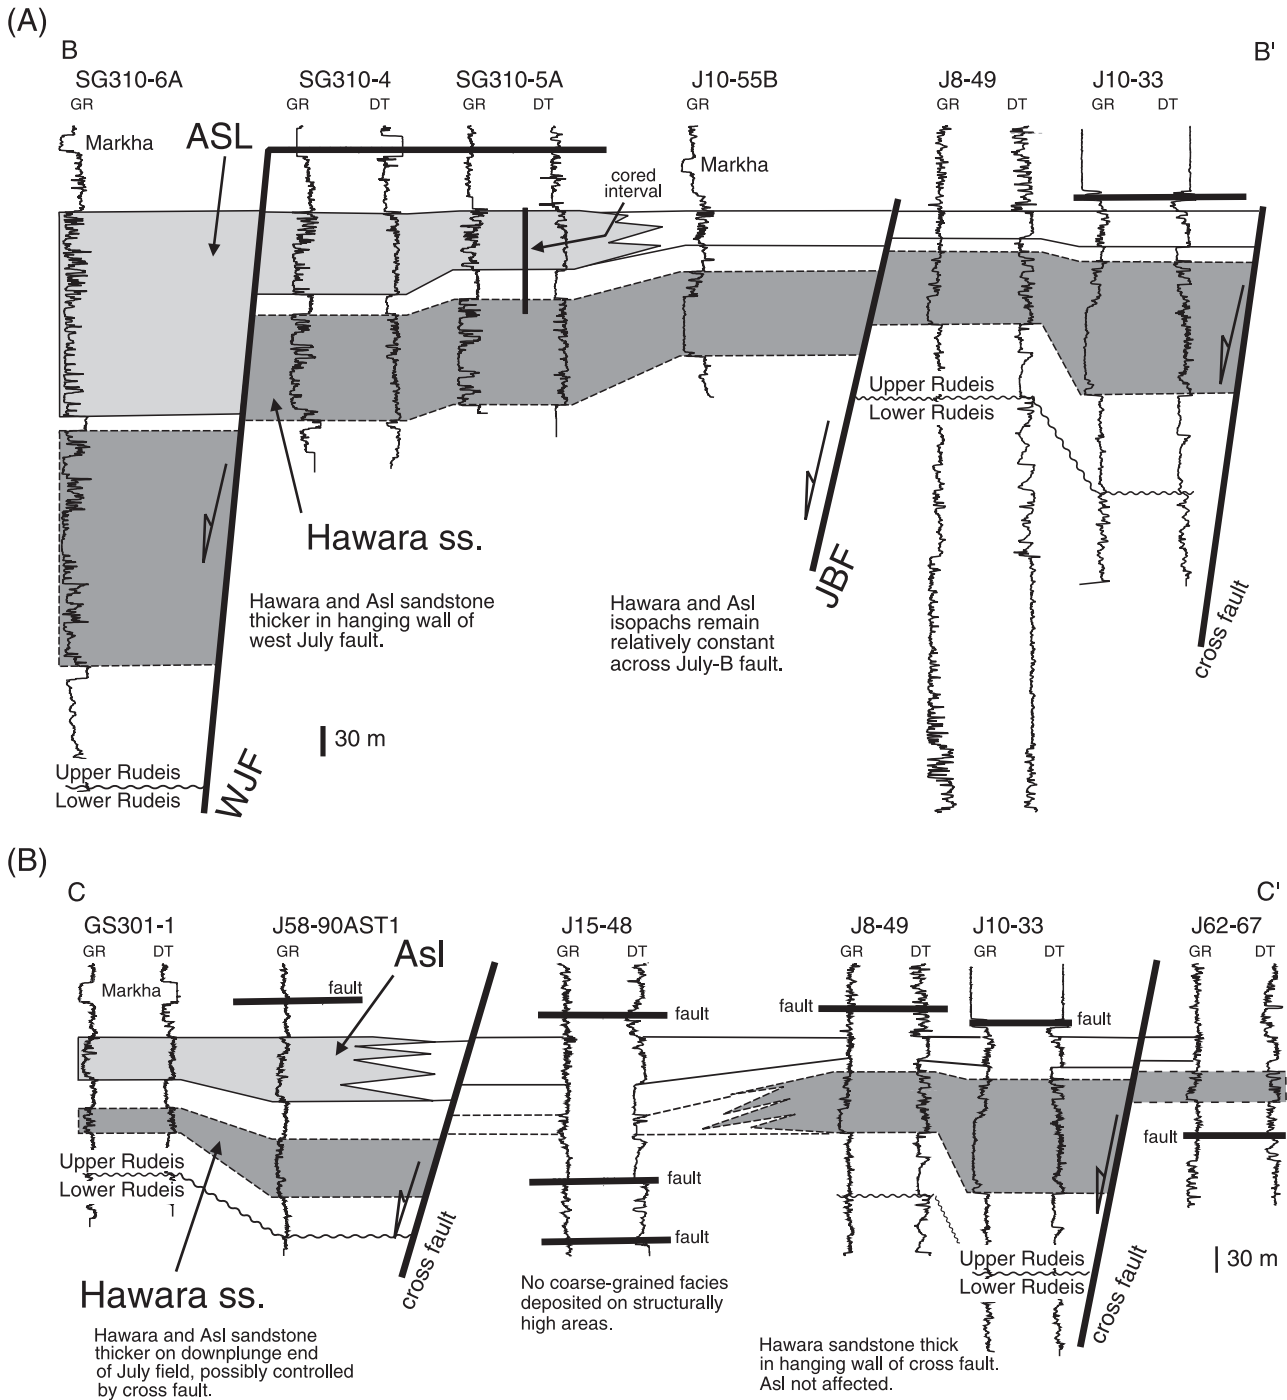 (A)
B
B'
SG310-6A
SG310-4
SG310-5A
J10-55B
J8-49
J10-33
GR
GR
DT
GR
DT
GR
GR
DT
GR
DT
Markha
ASL
cored
interval
Markha
Upper Rudeis
Lower Rudeis
Hawara ss.
Hawara and Asl sandstone
thicker in hanging wall of
west July fault.
Hawara and Asl
isopachs remain
relatively constant
across July-B fault.
JBF
cross fault
30 m
Upper Rudeis
Lower Rudeis
WJF
(B)
C
C'
GS301-1
J58-90AST1
J15-48
J8-49
J10-33
J62-67
GR
DT
GR
GR
DT
GR
DT
GR
DT
GR
DT
Asl
Markha
fault
fault
fault
fault
fault
Upper Rudeis
Lower Rudeis
fault
fault
cross fault
Upper Rudeis
Lower Rudeis
cross fault
30 m
Hawara ss.
No coarse-grained facies
deposited on structurally
high areas.
Hawara and Asl sandstone
thicker on downplunge end
of July field, possibly controlled
by cross fault.
Hawara sandstone thick
in hanging wall of cross fault.
Asl not affected.